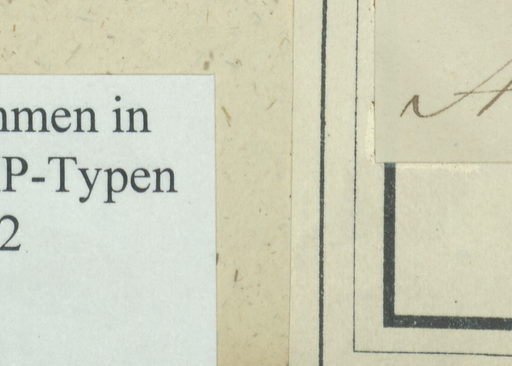 mmen in
P-Typen
2